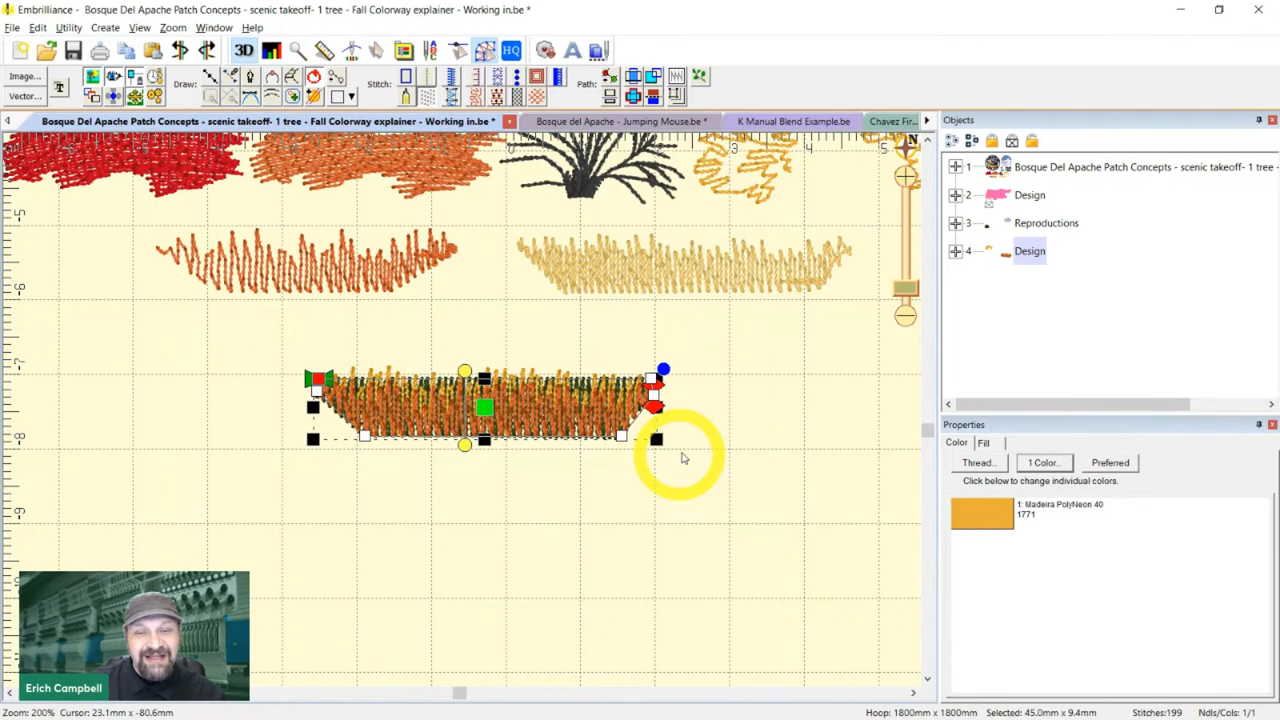 Embrilliance - Bosque Del Apache Patch Concepts - scenic takeoff- 1 tree - Fall Colorway explainer - Working in.be *
File Edit Utility Create View Zoom Window Help
3D HQ
Image... Draw: Stitch: Path:
Vector...
Bosque Del Apache Patch Concepts - scenic takeoff- 1 tree - Fall Colorway explainer - Working in.be * Bosque del Apache - Jumping Mouse.be * K Manual Blend Example.be Chavez Fir...
Objects
1 Bosque Del Apache Patch Concepts - scenic takeoff- 1 tree -
2 Design
3 Reproductions
4 Design
Properties
Color Fill
Thread... 1 Color... Preferred
Click below to change individual colors.
1: Madeira PolyNeon 40
1771
Erich Campbell
Zoom: 200% Cursor: 23.1mm x -80.6mm Hoop: 1800mm x 1800mm Selected: 45.0mm x 9.4mm Stitches:199 Ndls/Cols: 1/1